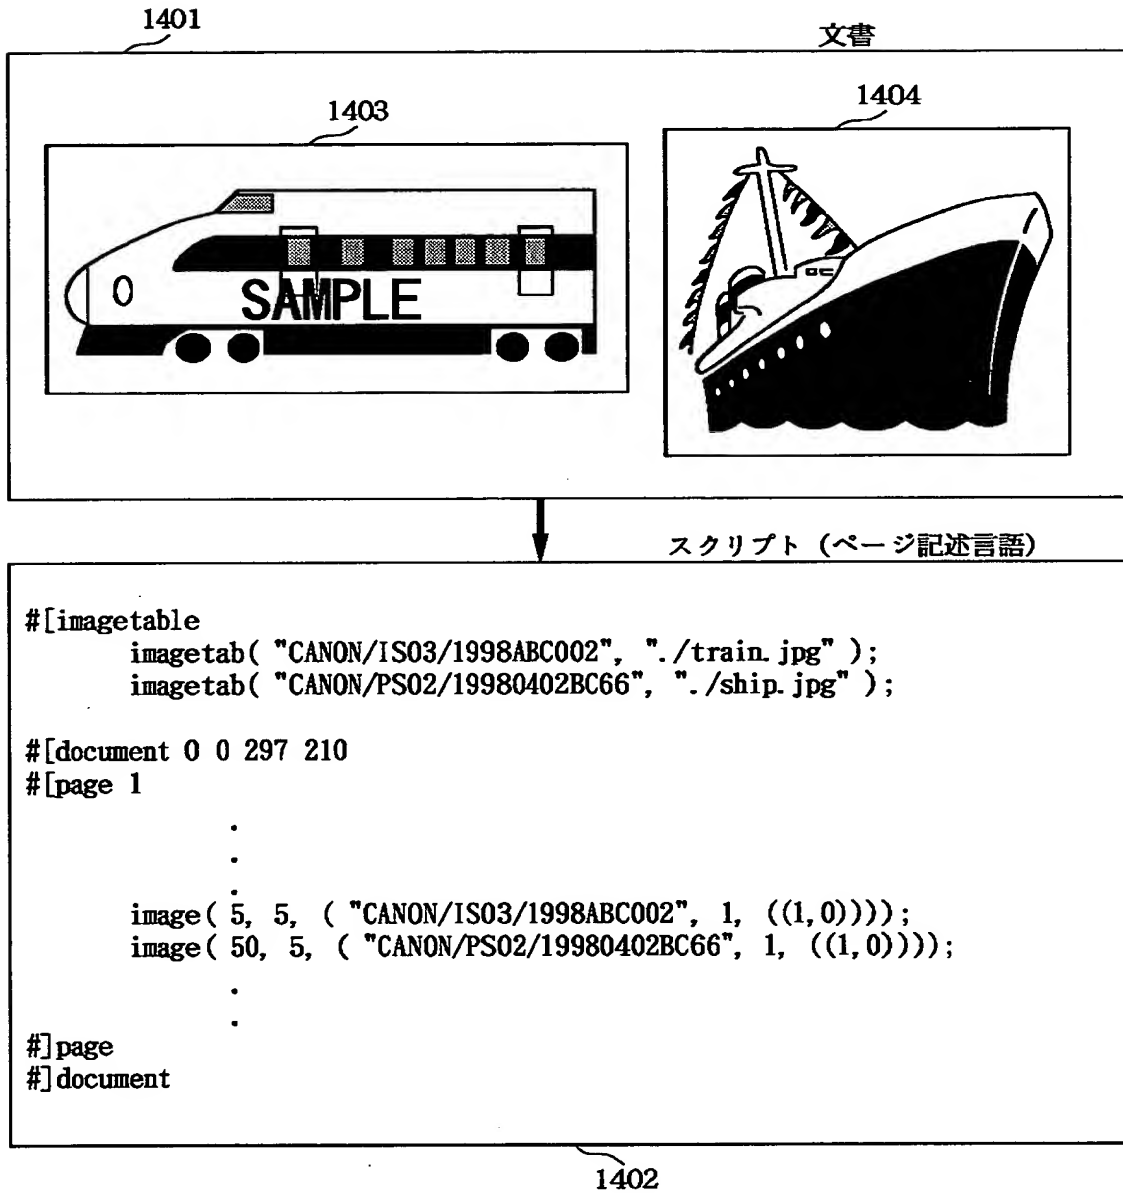 1401
文書
1403
1404
SAMPLE
スクリプト (ページ記述言語)
#[imagetable
imagetab( "CANON/IS03/1998ABC002", "./train.jpg" );
imagetab( "CANON/PS02/19980402BC66", "./ship.jpg" );
#[document 0 0 297 210
#[page 1
.
.
.
image( 5, 5, ( "CANON/IS03/1998ABC002", 1, ((1,0))));
image( 50, 5, ( "CANON/PS02/19980402BC66", 1, ((1,0))));
.
.
#]page
#]document
1402